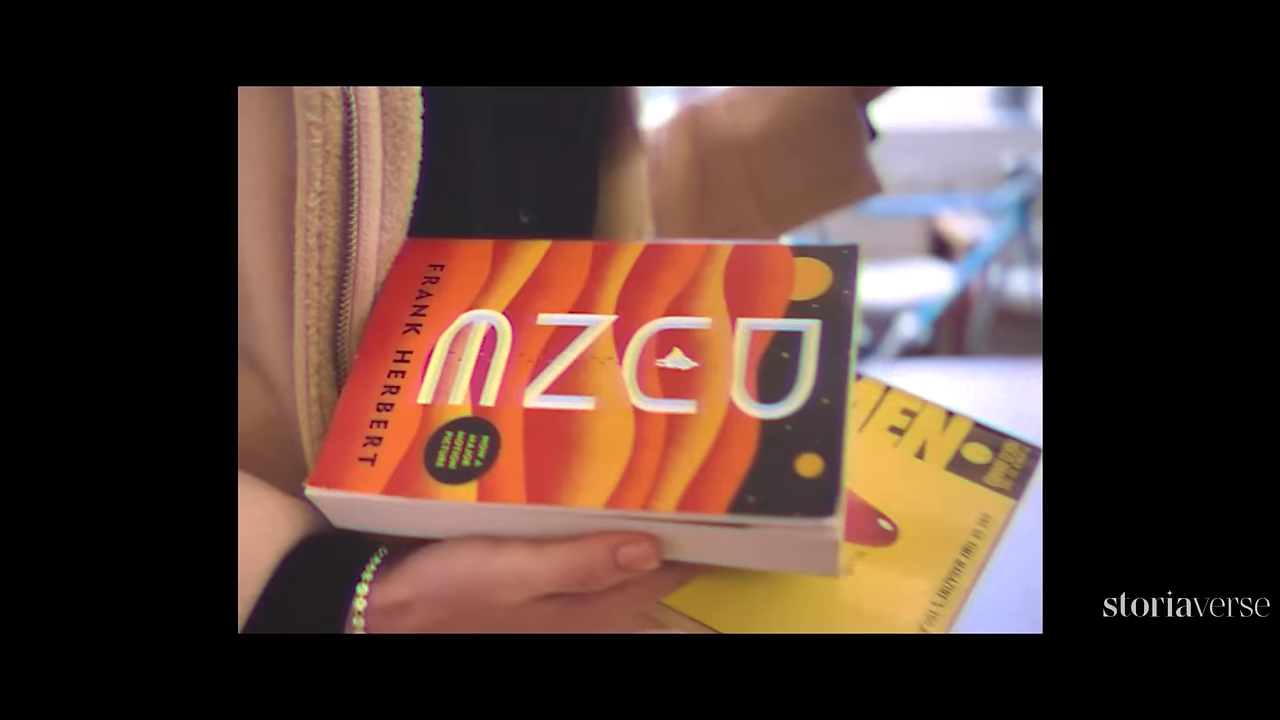 DUNE
FRANK HERBERT
NOW A
MAJOR
MOTION
PICTURE
storiaverse